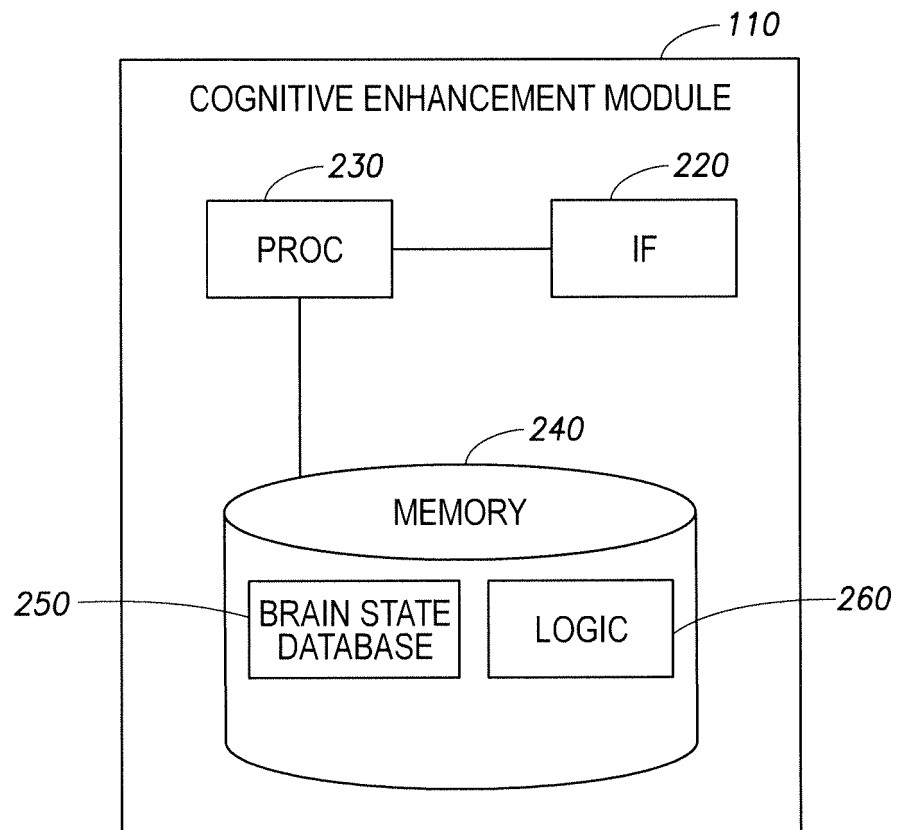 110
COGNITIVE ENHANCEMENT MODULE
230
220
PROC
IF
240
MEMORY
250
BRAIN STATE
DATABASE
LOGIC
260